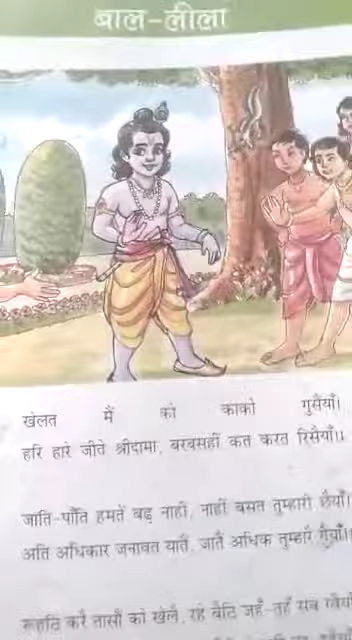 बाल-लीला
खेलत में को काको गुसैयाँ।
हरि हारे जीते श्रीदामा, बरबसहीं कत करत रिसैयाँ।।
जाति-पाँति हमतें बढ़ नाहीं, नाहीं बसत तुम्हारी छैयाँ।
अति अधिकार जनावत यातैं, जातैं अधिक तुम्हारै गैयाँ।।
रूहठि करै तासौं को खेलै, रहे बैठि जहँ-तहँ सब ग्वैयाँ